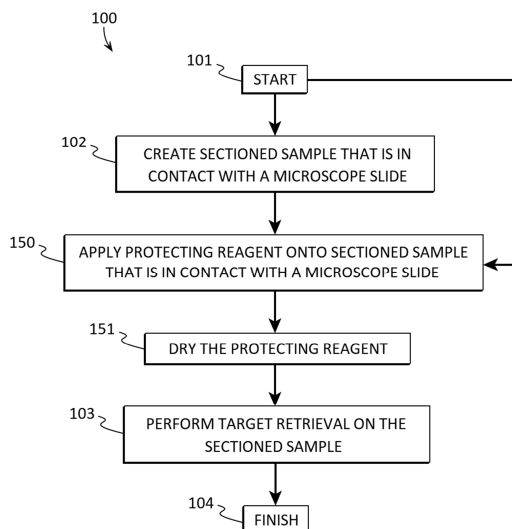 100
101
START
102
CREATE SECTIONED SAMPLE THAT IS IN
CONTACT WITH A MICROSCOPE SLIDE
150
APPLY PROTECTING REAGENT ONTO SECTIONED SAMPLE
THAT IS IN CONTACT WITH A MICROSCOPE SLIDE
151
DRY THE PROTECTING REAGENT
103
PERFORM TARGET RETRIEVAL ON THE
SECTIONED SAMPLE
104
FINISH